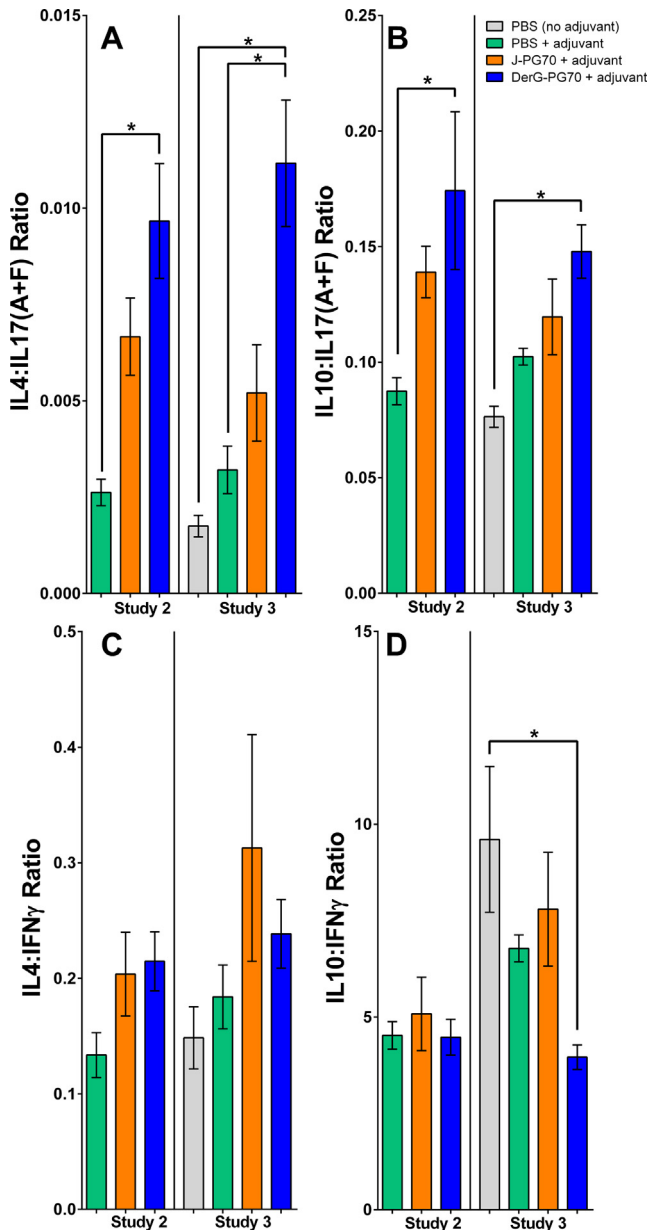 A
IL4:IL17(A+F) Ratio
0.015
0.010
0.005
0.000
*
*
*
Study 2
Study 3
B
PBS (no adjuvant)
PBS + adjuvant
J-PG70 + adjuvant
DerG-PG70 + adjuvant
IL10:IL17(A+F) Ratio
0.25
0.20
0.15
0.10
0.05
0.00
*
*
Study 2
Study 3
C
IL4:IFNγ Ratio
0.5
0.4
0.3
0.2
0.1
0.0
Study 2
Study 3
D
IL10:IFNγ Ratio
15
10
5
0
*
Study 2
Study 3